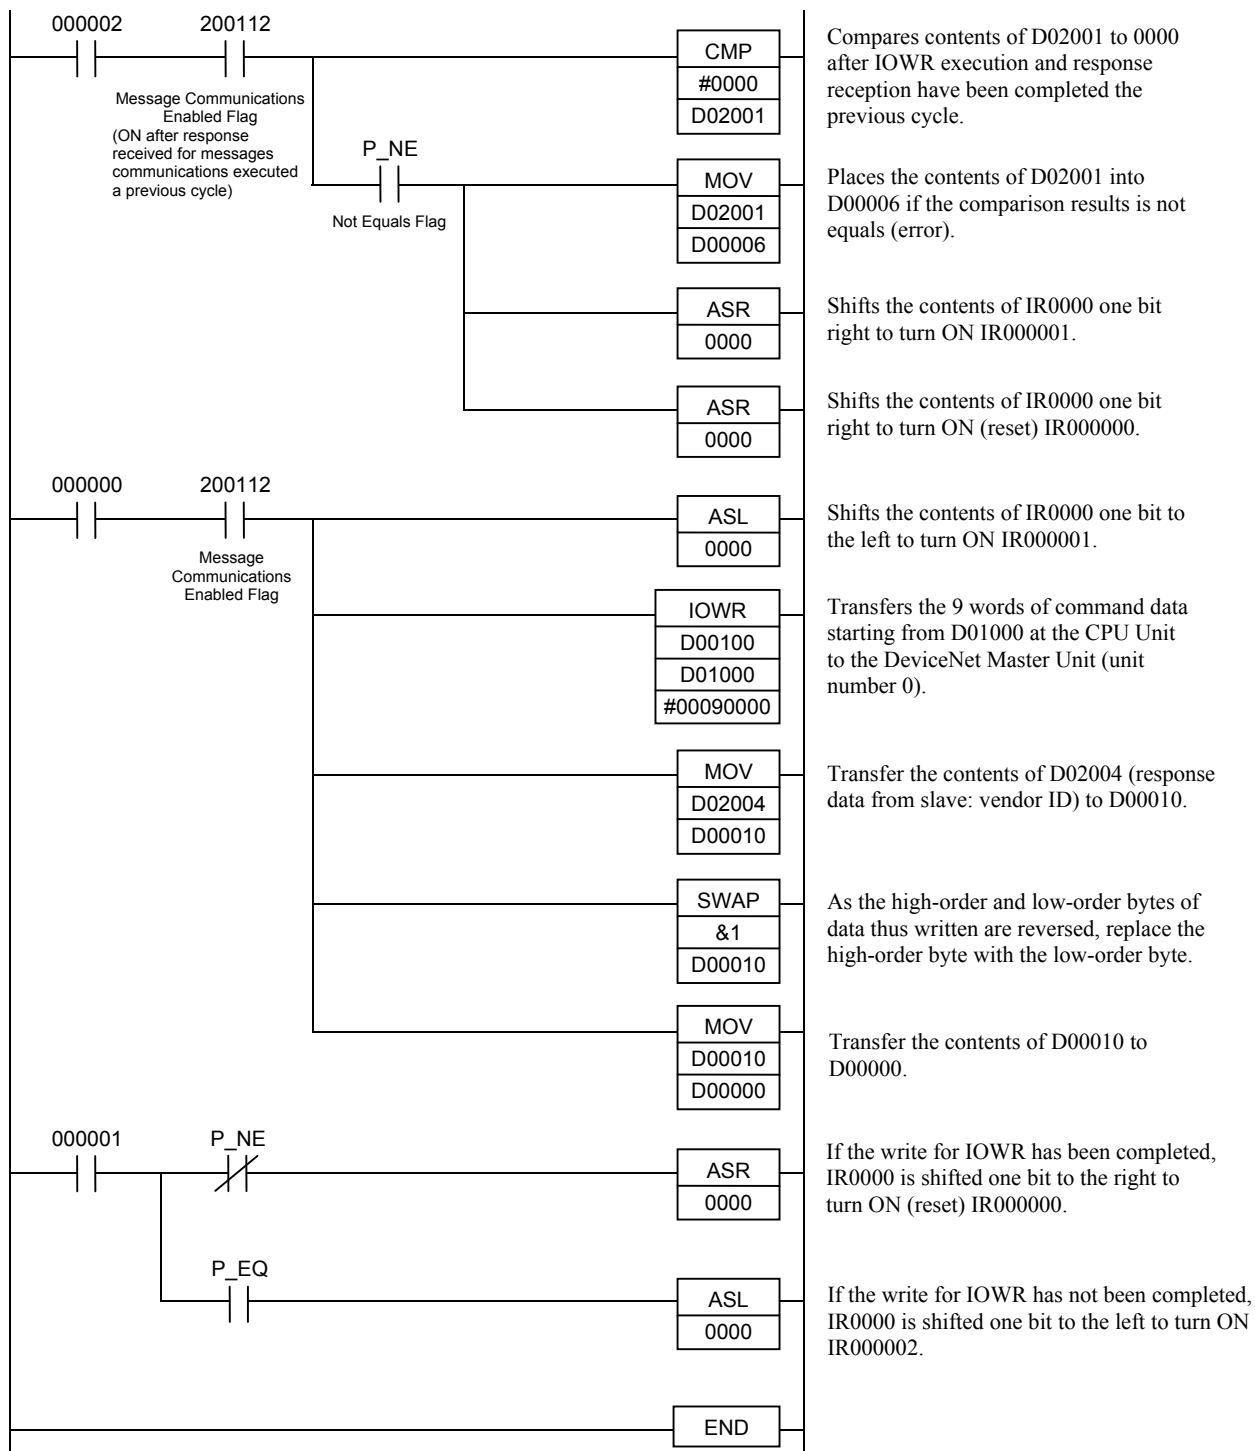 000002 200112
CMP
#0000
D02001
Compares contents of D02001 to 0000
after IOWR execution and response
reception have been completed the
previous cycle.
Message Communications
Enabled Flag
(ON after response
received for messages
communications executed
a previous cycle)
P_NE
Not Equals Flag
MOV
D02001
D00006
Places the contents of D02001 into
D00006 if the comparison results is not
equals (error).
ASR
0000
Shifts the contents of IR0000 one bit
right to turn ON IR000001.
ASR
0000
Shifts the contents of IR0000 one bit
right to turn ON (reset) IR000000.
000000 200112
Message
Communications
Enabled Flag
ASL
0000
Shifts the contents of IR0000 one bit to
the left to turn ON IR000001.
IOWR
D00100
D01000
#00090000
Transfers the 9 words of command data
starting from D01000 at the CPU Unit
to the DeviceNet Master Unit (unit
number 0).
MOV
D02004
D00010
Transfer the contents of D02004 (response
data from slave: vendor ID) to D00010.
SWAP
&1
D00010
As the high-order and low-order bytes of
data thus written are reversed, replace the
high-order byte with the low-order byte.
MOV
D00010
D00000
Transfer the contents of D00010 to
D00000.
000001 P_NE
ASR
0000
If the write for IOWR has been completed,
IR0000 is shifted one bit to the right to
turn ON (reset) IR000000.
P_EQ
ASL
0000
If the write for IOWR has not been completed,
IR0000 is shifted one bit to the left to turn ON
IR000002.
END